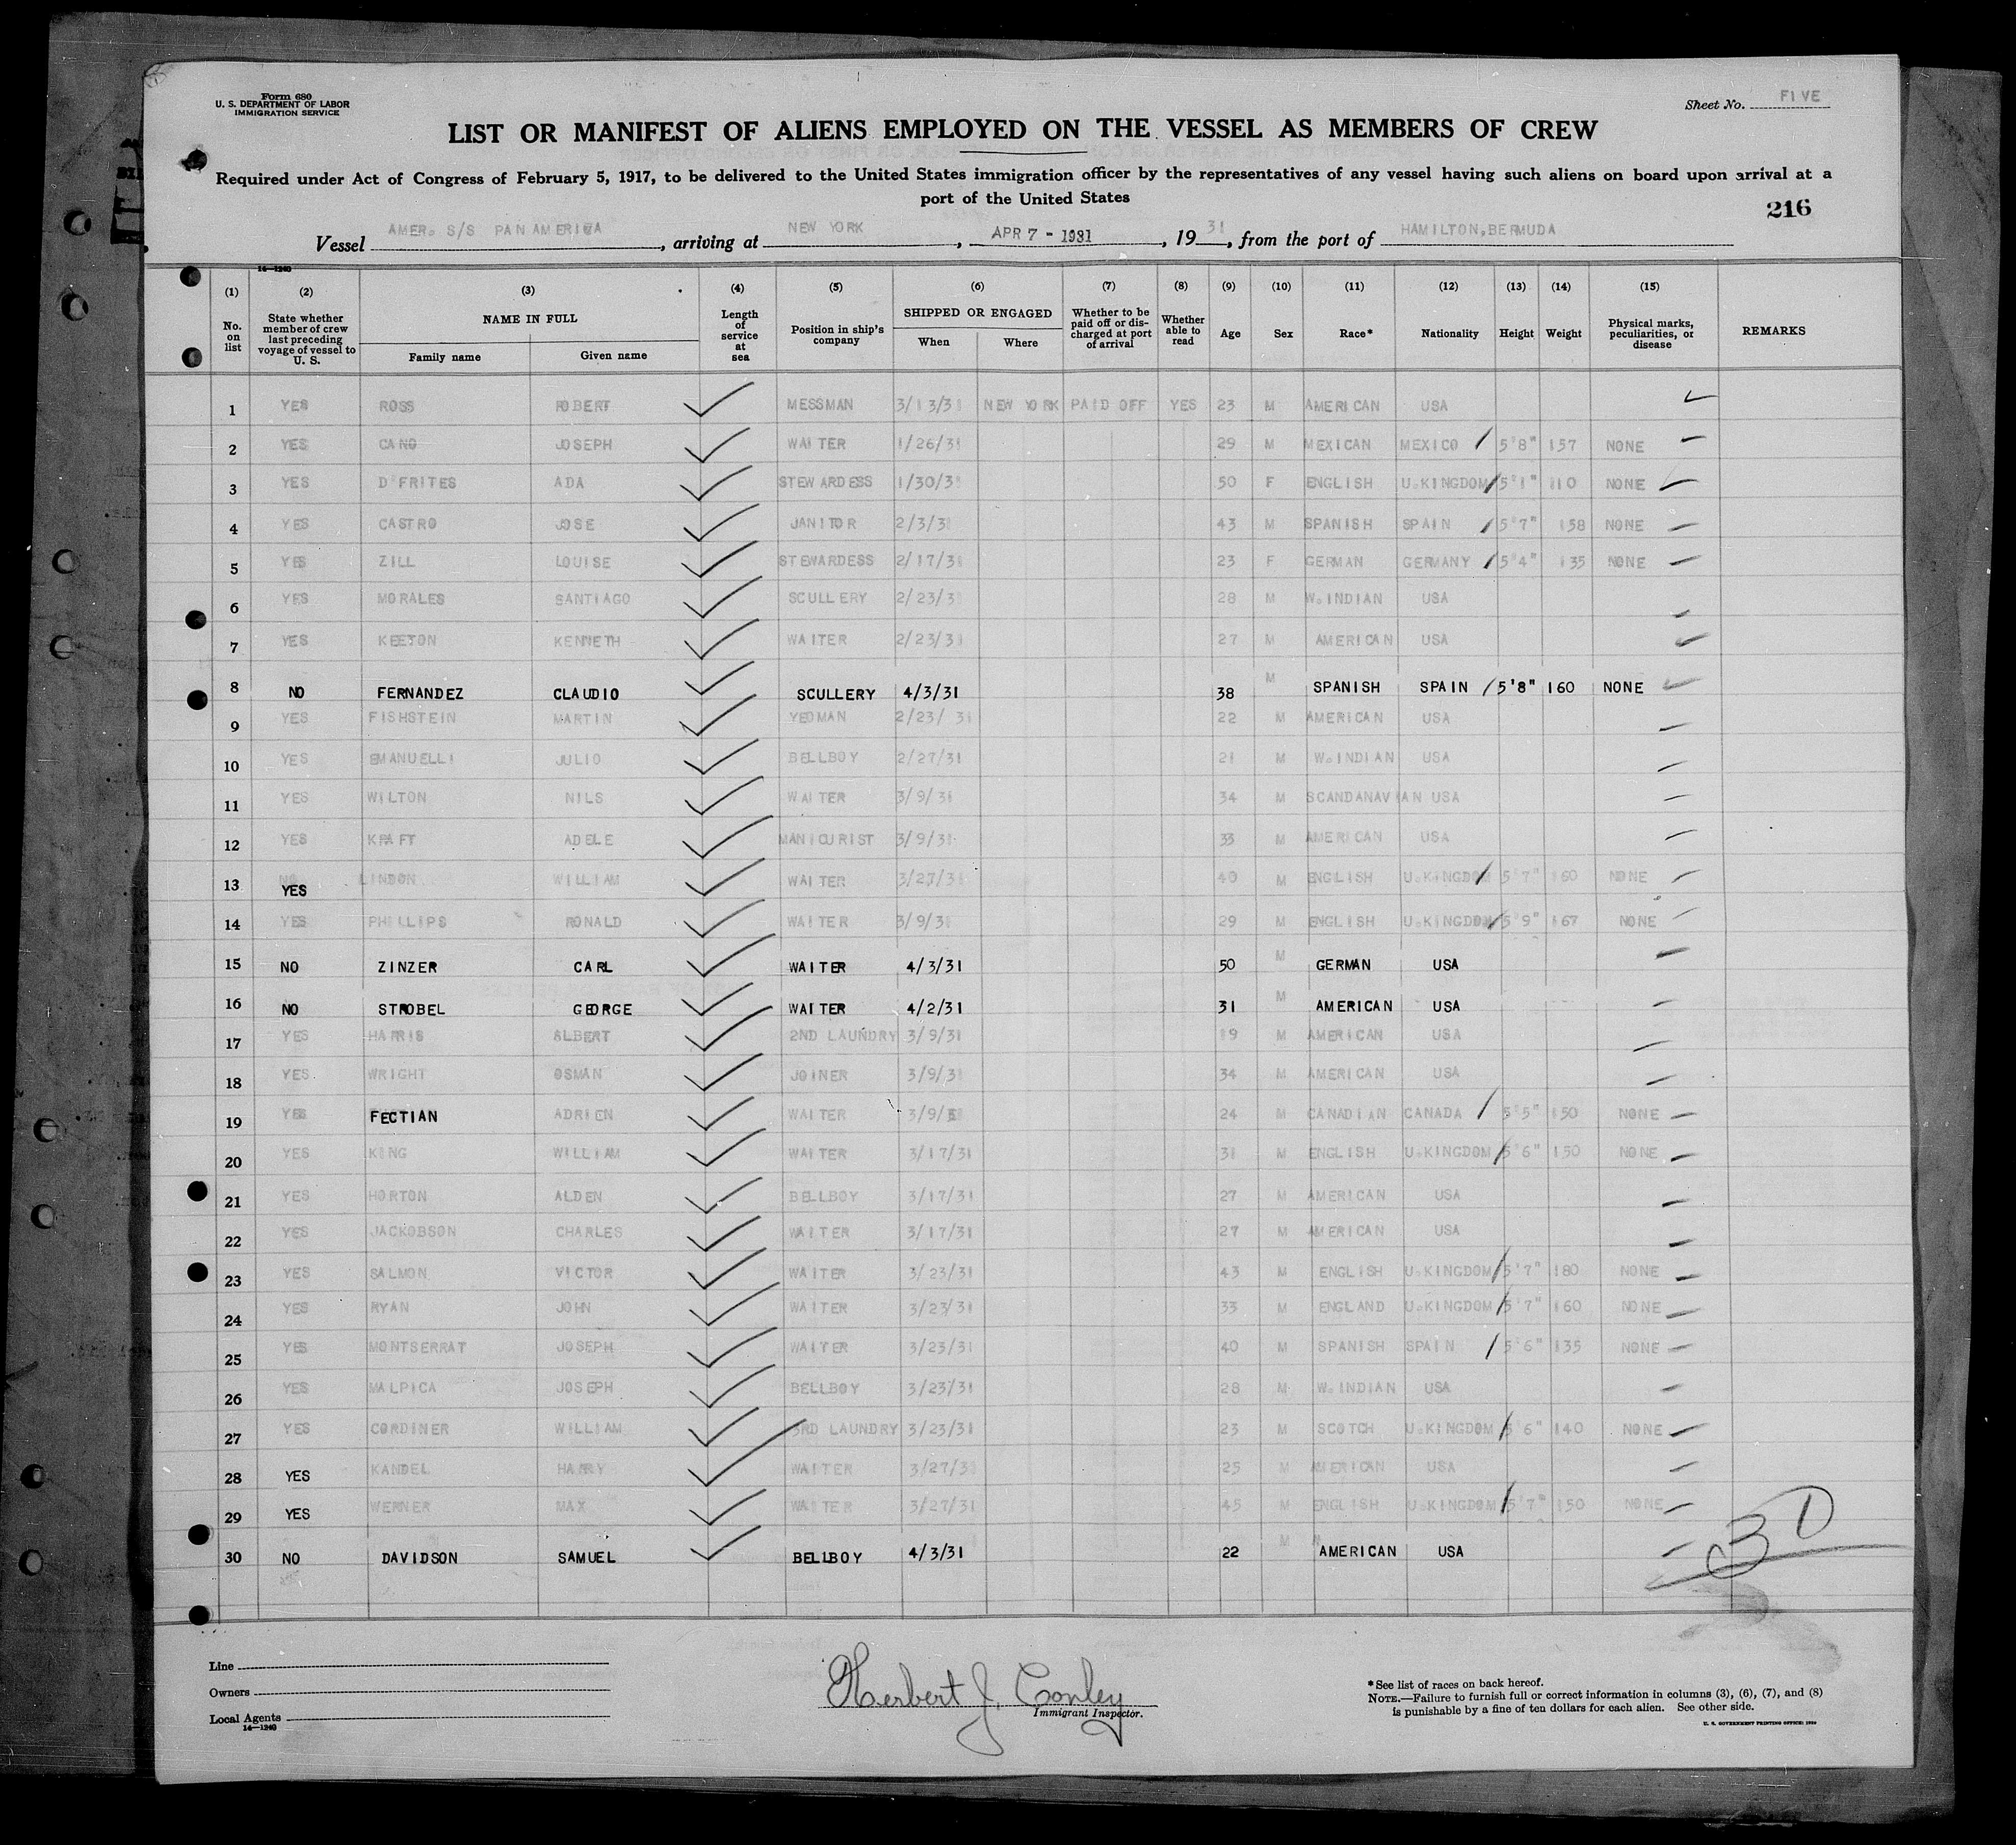 Form 680
U. S. DEPARTMENT OF LABOR
IMMIGRATION SERVICE
Sheet No. FIVE
LIST OR MANIFEST OF ALIENS EMPLOYED ON THE VESSEL AS MEMBERS OF CREW
Required under Act of Congress of February 5, 1917, to be delivered to the United States immigration officer by the representatives of any vessel having such aliens on board upon arrival at a
port of the United States
216
Vessel AMER. S/S PAN AMERICA, arriving at NEW YORK, APR 7 - 1931, 19 31, from the port of HAMILTON, BERMUDA
14—1240
(1) (2) (3) (4) (5) (6) (7) (8) (9) (10) (11) (12) (13) (14) (15)
No. on list State whether member of crew last preceding voyage of vessel to U. S. NAME IN FULL Family name Given name Length of service at sea Position in ship's company SHIPPED OR ENGAGED When Where Whether to be paid off or discharged at port of arrival Whether able to read Age Sex Race* Nationality Height Weight Physical marks, peculiarities, or disease REMARKS
1 YES ROSS ROBERT MESSMAN 3/13/31 NEW YORK PAID OFF YES 23 M AMERICAN USA
2 YES CANO JOSEPH WAITER 1/26/31 29 M MEXICAN MEXICO 5'8" 157 NONE
3 YES D'FRITES ADA STEWARDESS 1/30/31 50 F ENGLISH U.KINGDOM 5'1" 110 NONE
4 YES CASTRO JOSE JANITOR 2/3/31 43 M SPANISH SPAIN 5'7" 158 NONE
5 YES ZILL LOUISE STEWARDESS 2/17/31 23 F GERMAN GERMANY 5'4" 135 NONE
6 YES MORALES SANTIAGO SCULLERY 2/23/31 28 M W.INDIAN USA
7 YES KEETON KENNETH WAITER 2/23/31 27 M AMERICAN USA
8 NO FERNANDEZ CLAUDIO SCULLERY 4/3/31 38 M SPANISH SPAIN 5'8" 160 NONE
9 YES FISHSTEIN MARTIN YEOMAN 2/23/31 22 M AMERICAN USA
10 YES EMANUELLI JULIO BELLBOY 2/27/31 21 M W.INDIAN USA
11 YES WILTON NILS WAITER 3/9/31 34 M SCANDANAVIAN USA
12 YES KRAFT ADELE MANICURIST 3/9/31 33 M AMERICAN USA
13 YES LINDON WILLIAM WAITER 3/27/31 40 M ENGLISH U.KINGDOM 5'7" 160 NONE
14 YES PHILLIPS RONALD WAITER 3/9/31 29 M ENGLISH U.KINGDOM 5'9" 167 NONE
15 NO ZINZER CARL WAITER 4/3/31 50 M GERMAN USA
16 NO STROBEL GEORGE WAITER 4/2/31 31 M AMERICAN USA
17 YES HARRIS ALBERT 2ND LAUNDRY 3/9/31 19 M AMERICAN USA
18 YES WRIGHT OSMAN JOINER 3/9/31 34 M AMERICAN USA
19 YES FECTIAN ADRIEN WAITER 3/9/31 24 M CANADIAN CANADA 5'5" 150 NONE
20 YES KING WILLIAM WAITER 3/17/31 31 M ENGLISH U.KINGDOM 5'6" 150 NONE
21 YES HORTON ALDEN BELLBOY 3/17/31 27 M AMERICAN USA
22 YES JACKOBSON CHARLES WAITER 3/17/31 27 M AMERICAN USA
23 YES SALMON VICTOR WAITER 3/23/31 43 M ENGLISH U.KINGDOM 5'7" 180 NONE
24 YES RYAN JOHN WAITER 3/23/31 33 M ENGLAND U.KINGDOM 5'7" 160 NONE
25 YES MONTSERRAT JOSEPH WAITER 3/23/31 40 M SPANISH SPAIN 5'6" 135 NONE
26 YES MALPICA JOSEPH BELLBOY 3/23/31 28 M W.INDIAN USA
27 YES CORDINER WILLIAM 3RD LAUNDRY 3/23/31 23 M SCOTCH U.KINGDOM 5'6" 140 NONE
28 YES KANDEL HARRY WAITER 3/27/31 25 M AMERICAN USA
29 YES WERNER MAX WAITER 3/27/31 45 M ENGLISH U.KINGDOM 5'7" 150 NONE
30 NO DAVIDSON SAMUEL BELLBOY 4/3/31 22 M AMERICAN USA
30
Line
Owners
Local Agents
14—1240
Herbert J. Conley
Immigrant Inspector.
*See list of races on back hereof.
NOTE.—Failure to furnish full or correct information in columns (3), (6), (7), and (8)
is punishable by a fine of ten dollars for each alien. See other side.
U. S. GOVERNMENT PRINTING OFFICE: 1930